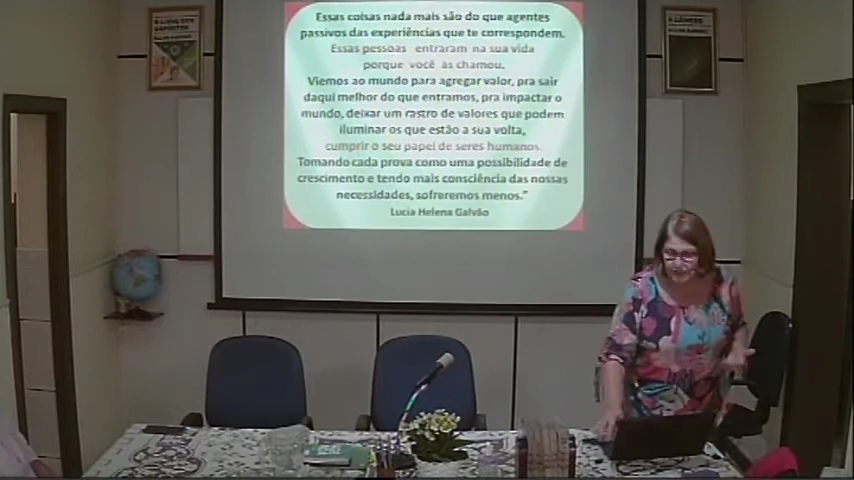 O LIVRO DOS
ESPÍRITOS
Essas coisas nada mais são do que agentes
passivos das experiências que te correspondem.
Essas pessoas entraram na sua vida
porque você as chamou.
Viemos ao mundo para agregar valor, pra sair
daqui melhor do que entramos, pra impactar o
mundo, deixar um rastro de valores que podem
iluminar os que estão a sua volta,
cumprir o seu papel de seres humanos.
Tomando cada prova como uma possibilidade de
crescimento e tendo mais consciência das nossas
necessidades, sofreremos menos."
Lucia Helena Galvão